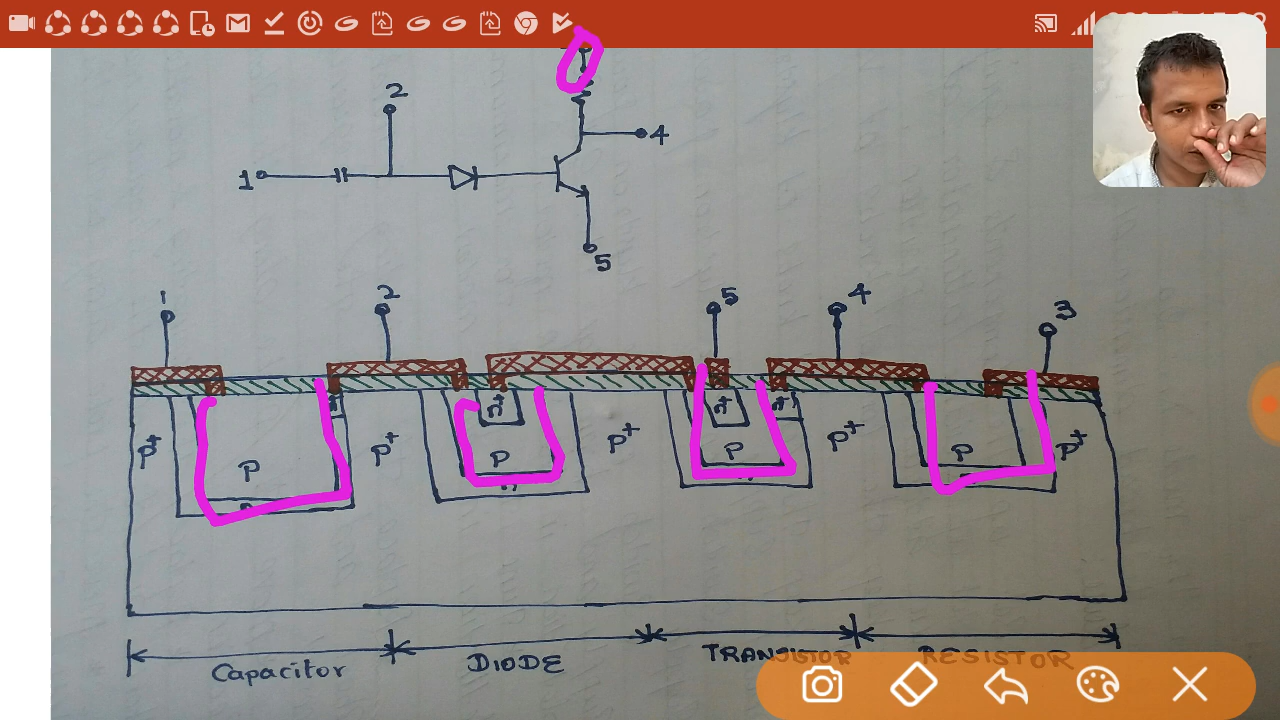 2
4
1
5
1
2
5
4
3
n+
n+
n+
p+
p
p+
p
p+
p
p+
p
p+
Capacitor
DIODE
TRANSISTOR
RESISTOR